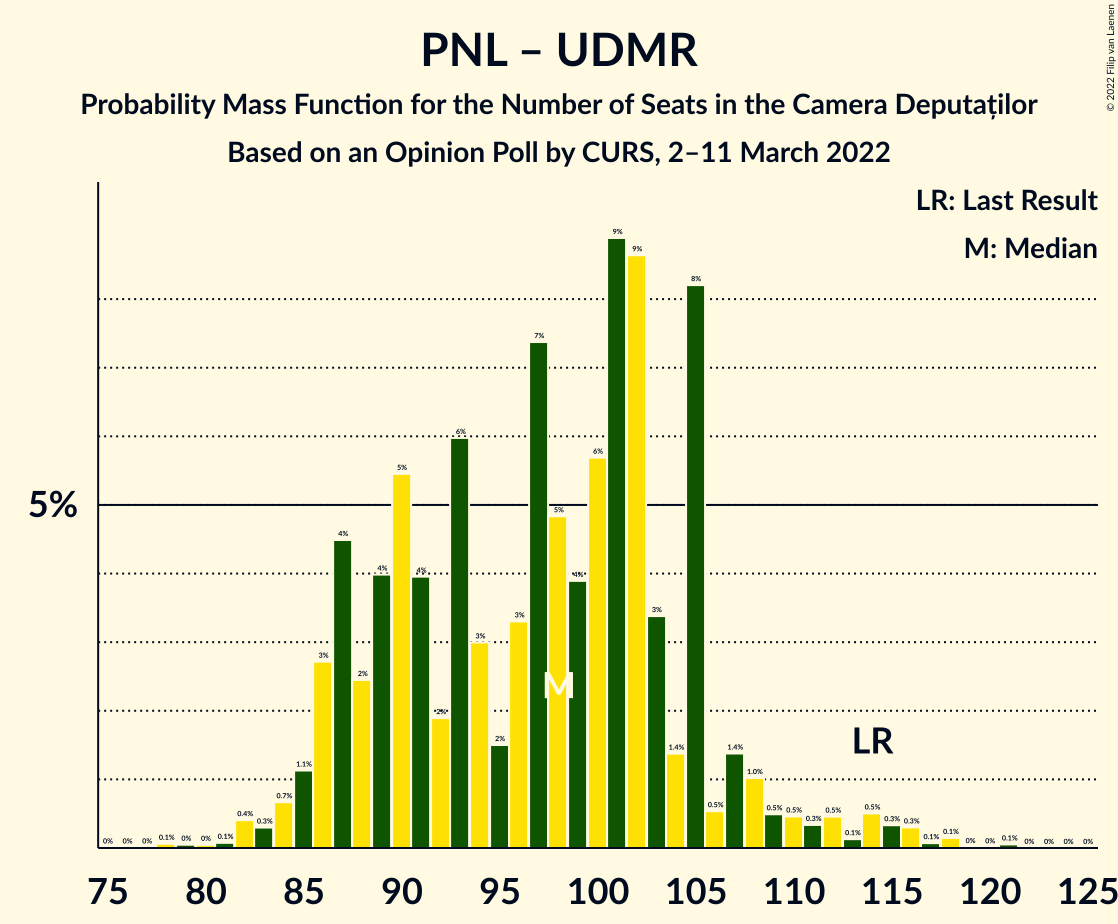 PNL – UDMR
Probability Mass Function for the Number of Seats in the Camera Deputaților
Based on an Opinion Poll by CURS, 2–11 March 2022
© 2022 Filip van Laenen
LR: Last Result
M: Median
5%
0% 0% 0% 0.1% 0% 0% 0.1% 0.4% 0.3% 0.7% 1.1% 3% 4% 2% 4% 5% 4% 2% 6% 3% 2% 3% 7% 5% 4% 6% 9% 9% 3% 1.4% 8% 0.5% 1.4% 1.0% 0.5% 0.5% 0.3% 0.5% 0.1% 0.5% 0.3% 0.3% 0.1% 0.1% 0% 0% 0.1% 0% 0% 0% 0%
M
LR
75 80 85 90 95 100 105 110 115 120 125